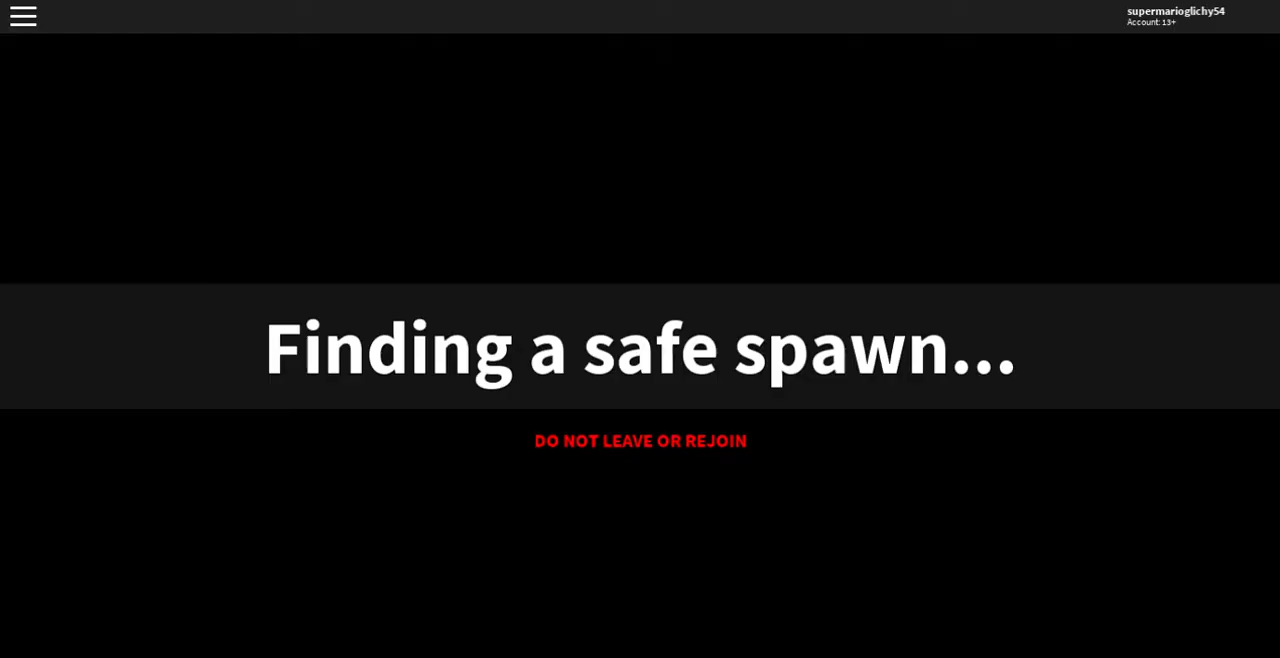 supermarioglichy54
Account: 13+
Finding a safe spawn...
DO NOT LEAVE OR REJOIN